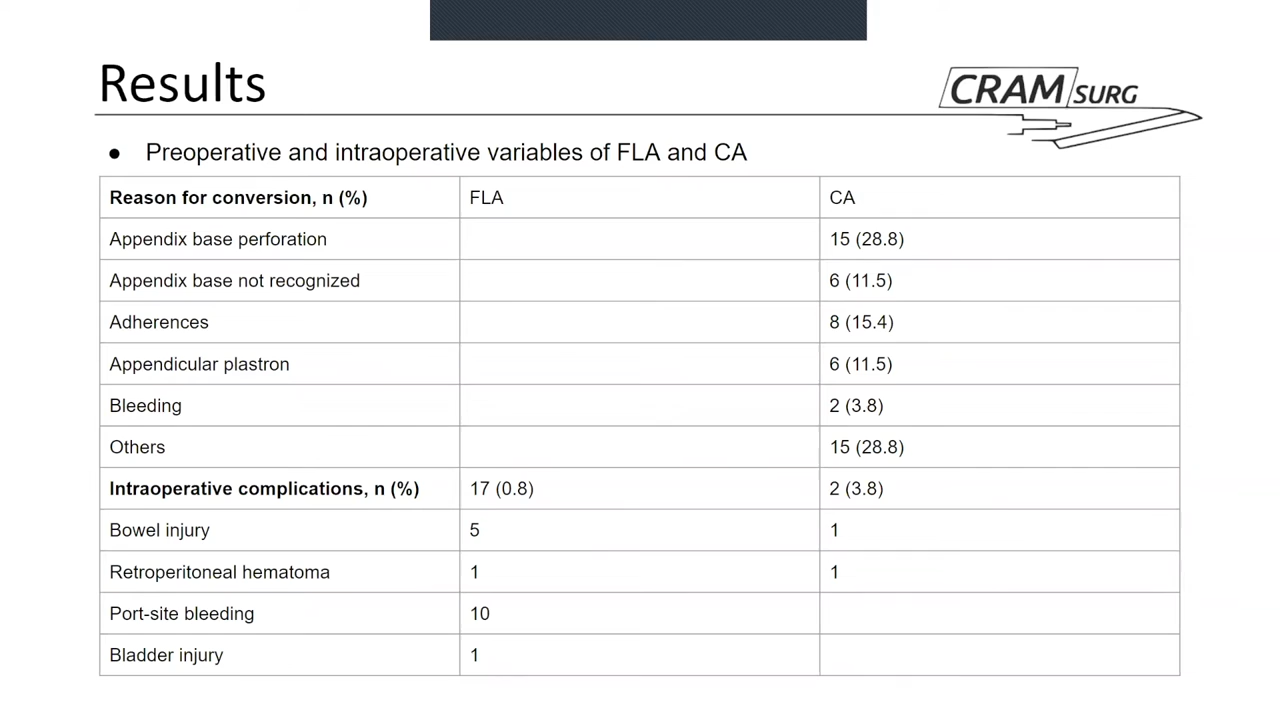 Results
CRAM SURG
● Preoperative and intraoperative variables of FLA and CA
Reason for conversion, n (%) FLA CA
Appendix base perforation 15 (28.8)
Appendix base not recognized 6 (11.5)
Adherences 8 (15.4)
Appendicular plastron 6 (11.5)
Bleeding 2 (3.8)
Others 15 (28.8)
Intraoperative complications, n (%) 17 (0.8) 2 (3.8)
Bowel injury 5 1
Retroperitoneal hematoma 1 1
Port-site bleeding 10
Bladder injury 1